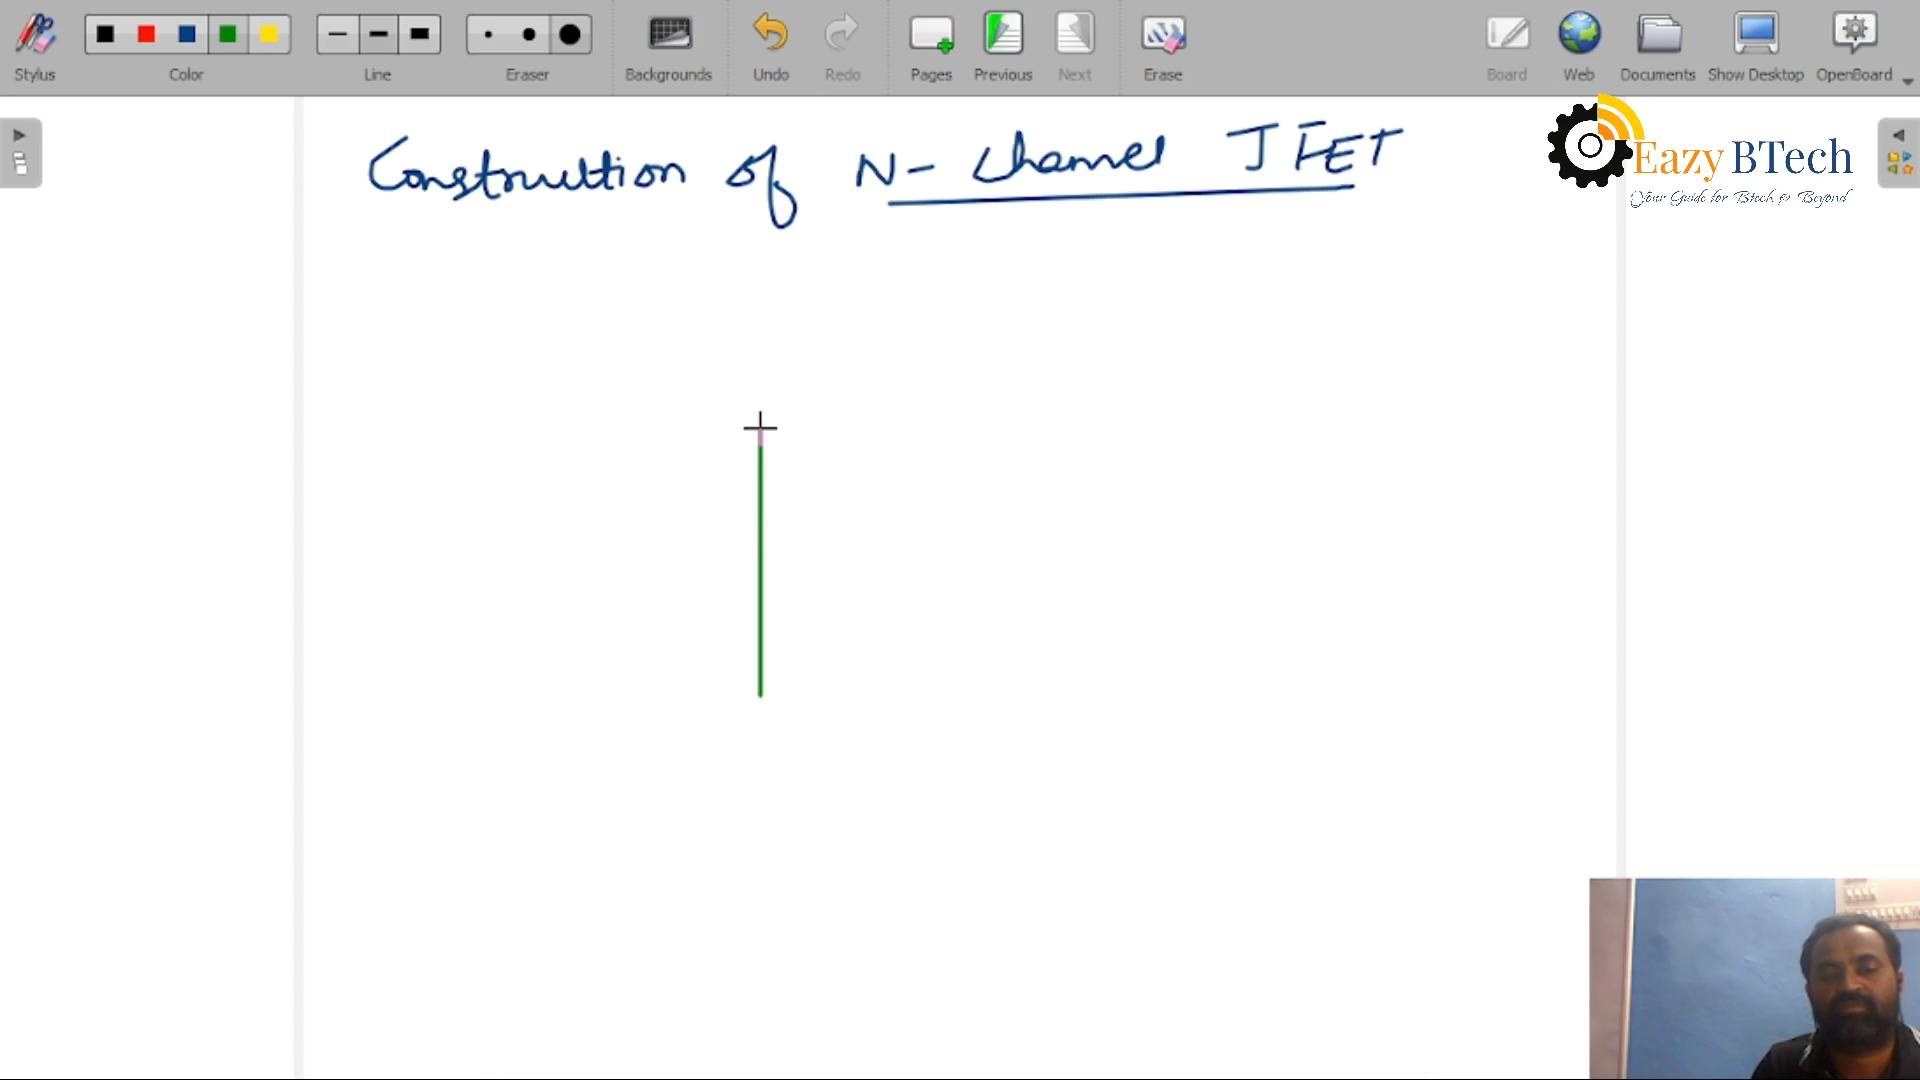 Stylus Color Line Eraser Backgrounds Undo Redo Pages Previous Next Erase Board Web Documents Show Desktop OpenBoard
Construction of N- channel JFET
Eazy BTech
Your Guide for Btech & Beyond